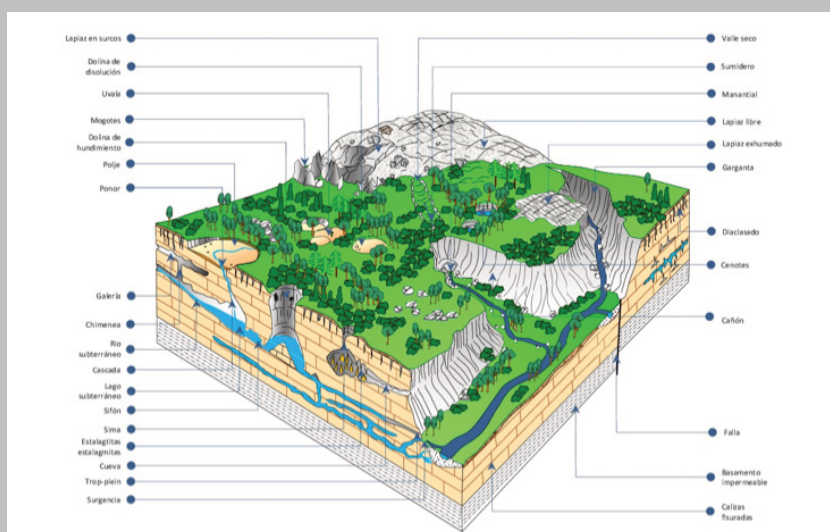 Lapiaz en surcos
Dolina de
disolución
Uvala
Mogotes
Dolina de
hundimiento
Polje
Ponor
Galería
Chimenea
Río
subterráneo
Cascada
Lago
subterráneo
Sifón
Sima
Estalagtitas
estalagmitas
Cueva
Trop-plein
Surgencia
Valle seco
Sumidero
Manantial
Lapiaz libre
Lapiaz exhumado
Garganta
Diaclasado
Cenotes
Cañón
Falla
Basamento
impermeable
Calizas
fisuradas